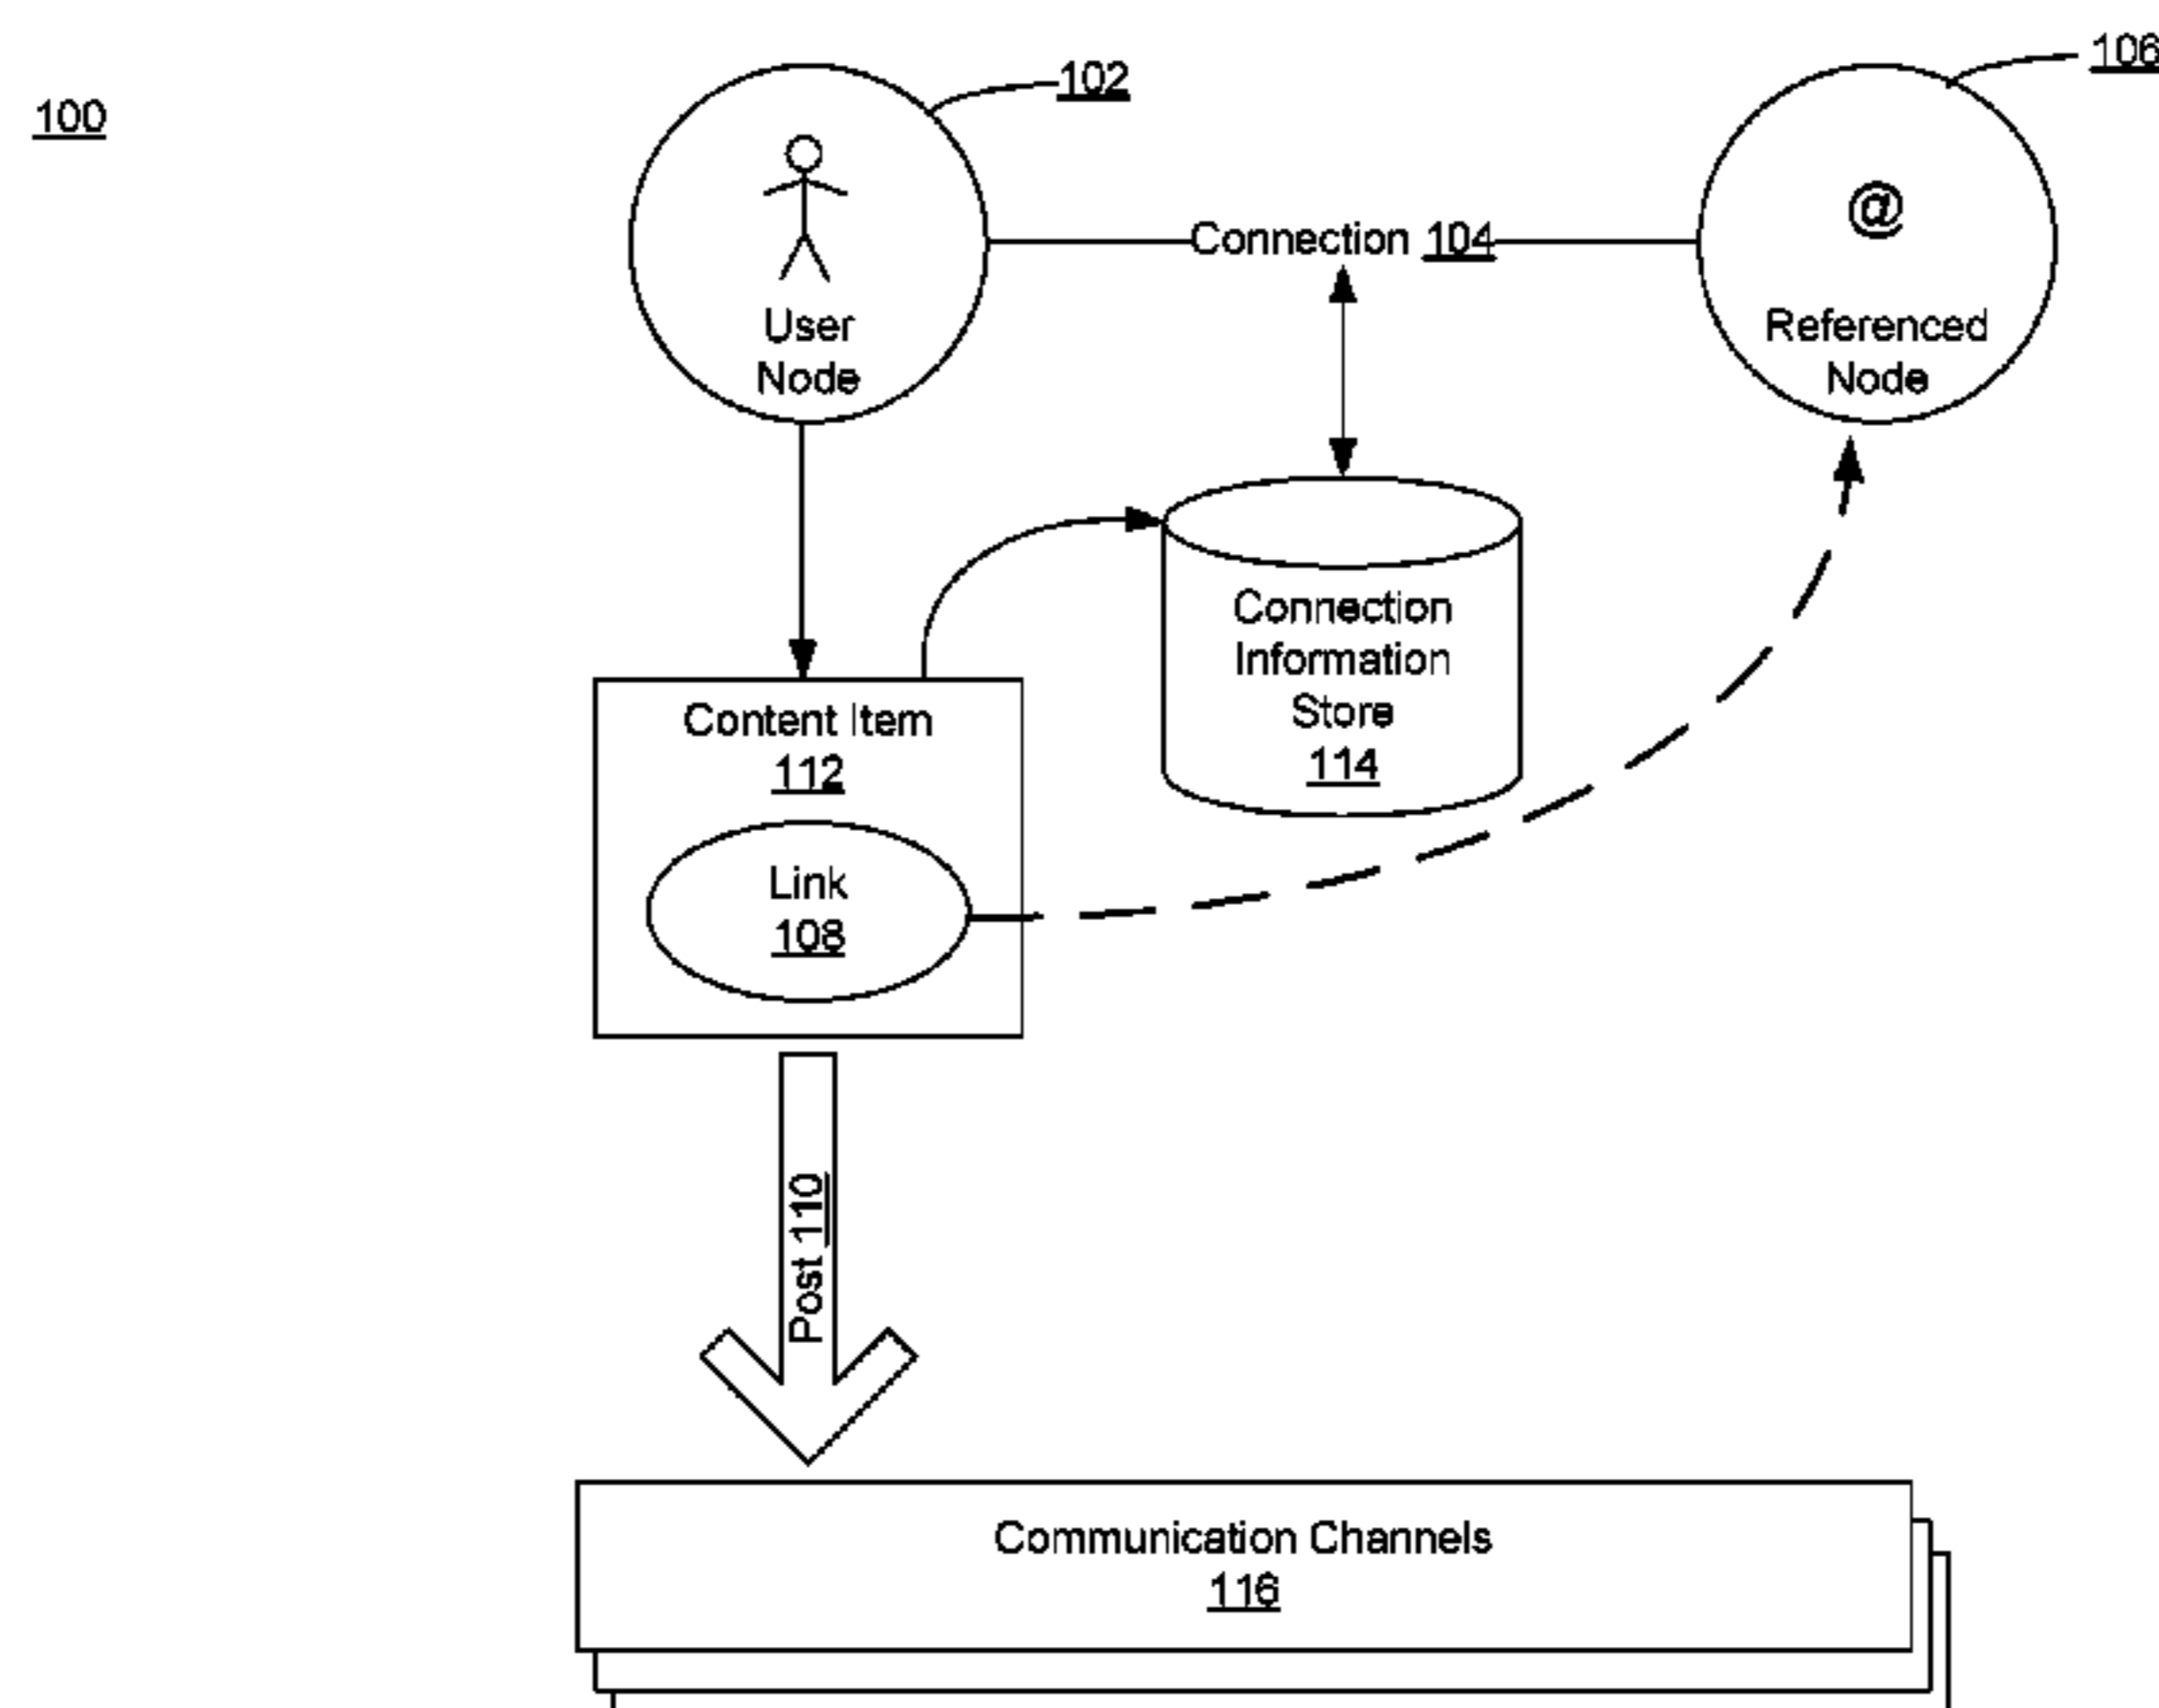 100
102
106
@
Connection 104
User
Node
Referenced
Node
Connection
Information
Store
114
Content Item
112
Link
108
Post 110
Communication Channels
116